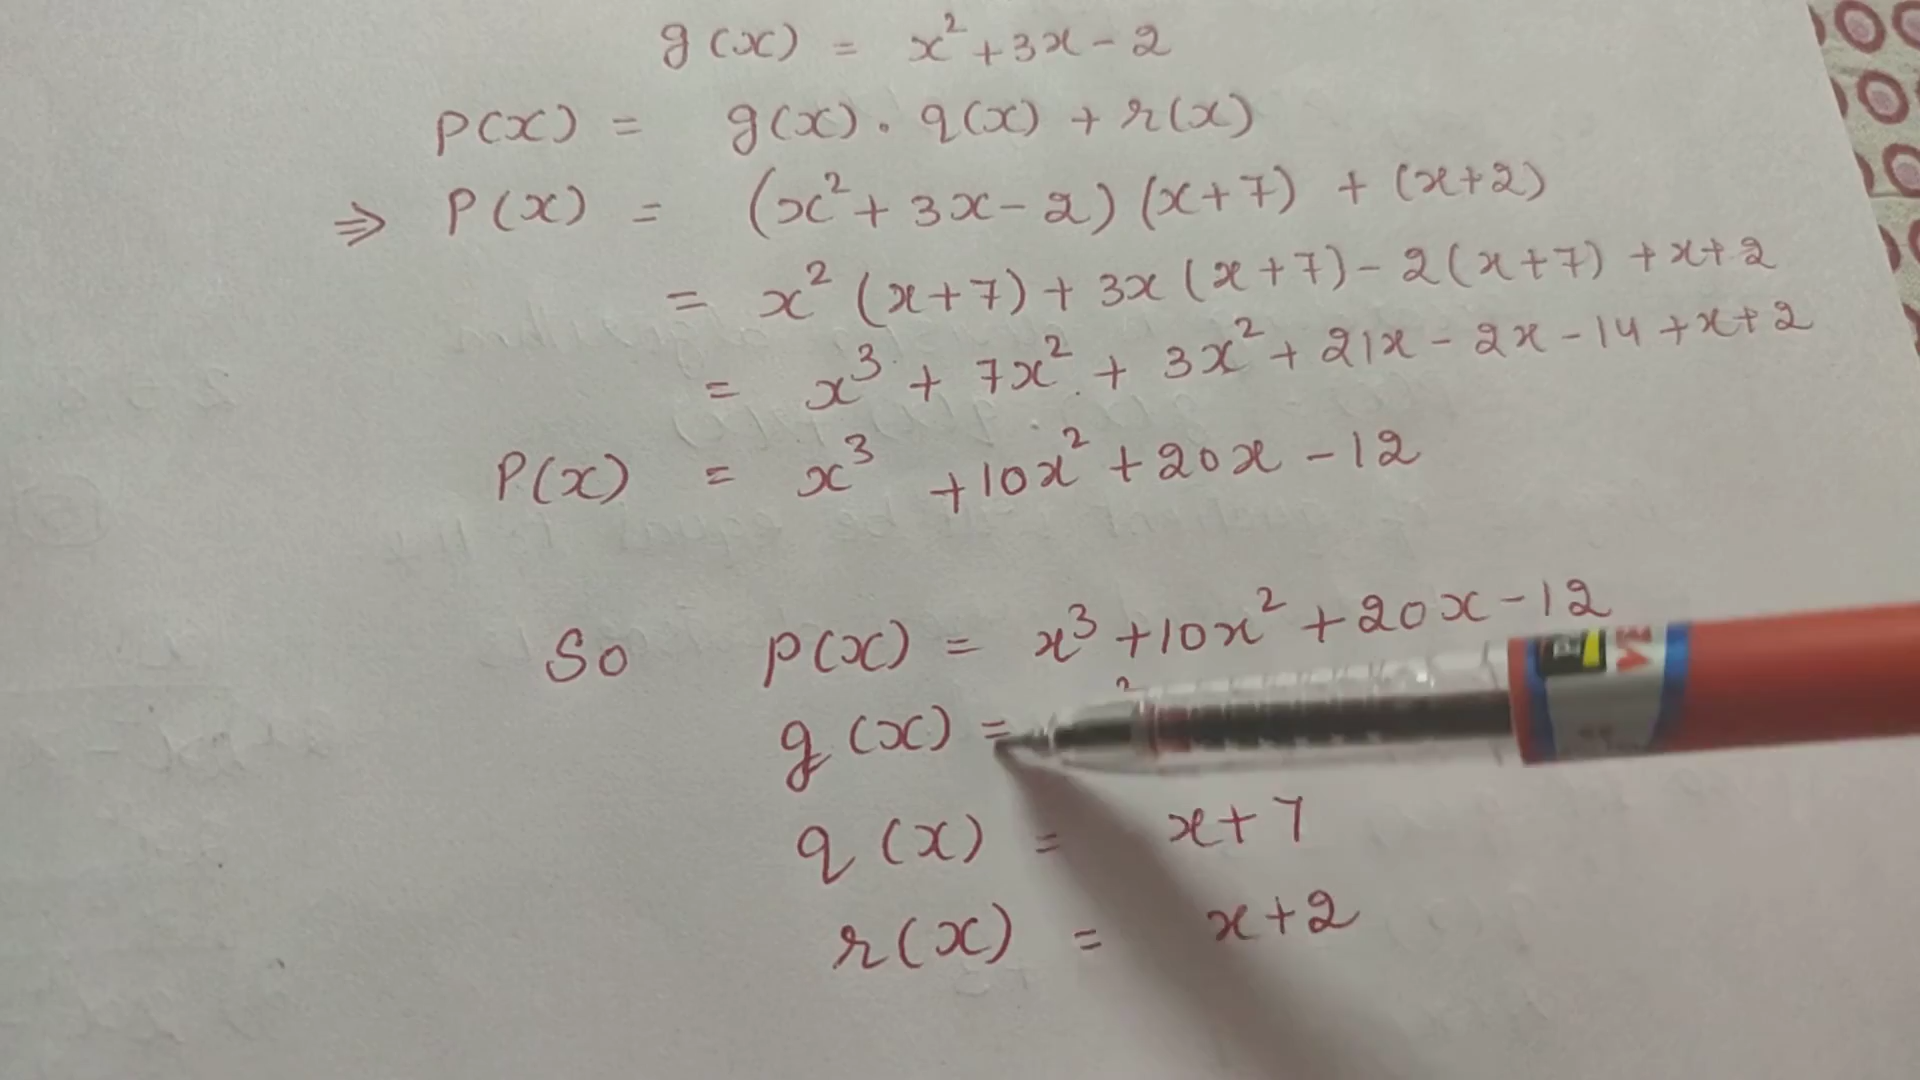 g(x) = x² + 3x - 2
p(x) = g(x) . q(x) + r(x)
⇒ P(x) = (x² + 3x - 2) (x+7) + (x+2)
= x² (x+7) + 3x (x+7) - 2 (x+7) + x + 2
= x³ + 7x² + 3x² + 21x - 2x - 14 + x + 2
P(x) = x³ + 10x² + 20x - 12
So p(x) = x³ + 10x² + 20x - 12
g(x) =
q(x) = x + 7
r(x) = x + 2